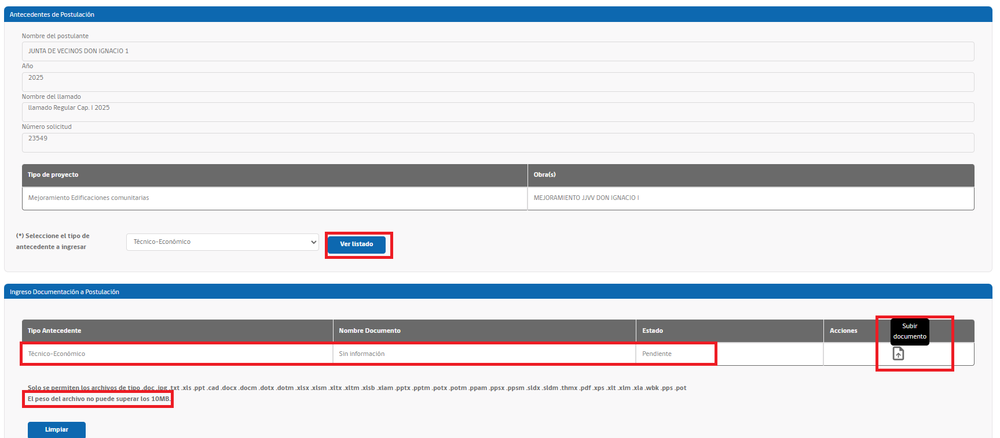 Antecedentes de Postulación
Nombre del postulante
JUNTA DE VECINOS DON IGNACIO 1
Año
2025
Nombre del llamado
llamado Regular Cap. I 2025
Número solicitud
23549
Tipo de proyecto Obra(s)
Mejoramiento Edificaciones comunitarias MEJORAMIENTO JJVV DON IGNACIO I
(*) Seleccione el tipo de
antecedente a ingresar
Técnico-Económico
Ver listado
Ingreso Documentación a Postulación
Tipo Antecedente Nombre Documento Estado Acciones
Subir
documento
Técnico-Económico Sin información Pendiente
Solo se permiten los archivos de tipo .doc .jpg .txt .xls .ppt .cad .docx .docm .dotx .dotm .xlsx .xlsm .xltx .xltm .xlsb .xlam .pptx .pptm .potx .potm .ppam .ppsx .ppsm .sldx .sldm .thmx .pdf .xps .xlt .xlm .xla .wbk .pps .pot
El peso del archivo no puede superar los 10MB.
Limpiar